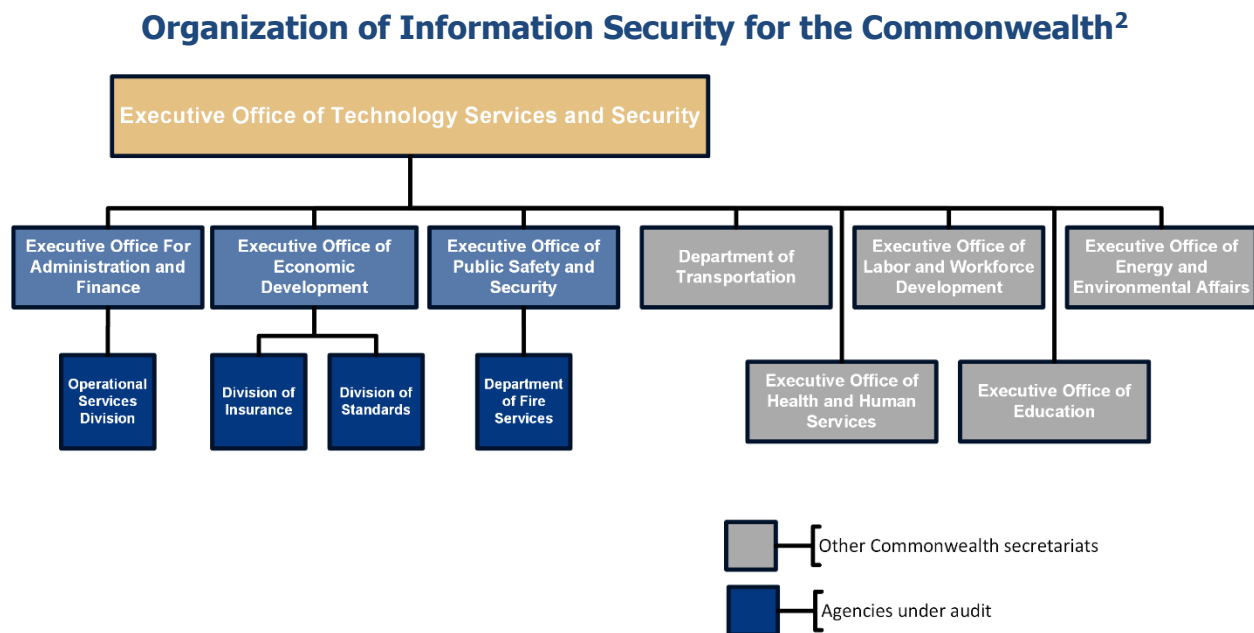 Organization of Information Security for the Commonwealth²
Executive Office of Technology Services and Security
Executive Office For
Administration and
Finance
Executive Office of
Economic
Development
Executive Office of
Public Safety and
Security
Department of
Transportation
Executive Office of
Labor and Workforce
Development
Executive Office of
Energy and
Environmental Affairs
Operational
Services
Division
Division of
Insurance
Division of
Standards
Department
of Fire
Services
Executive Office of
Health and Human
Services
Executive Office of
Education
Other Commonwealth secretariats
Agencies under audit